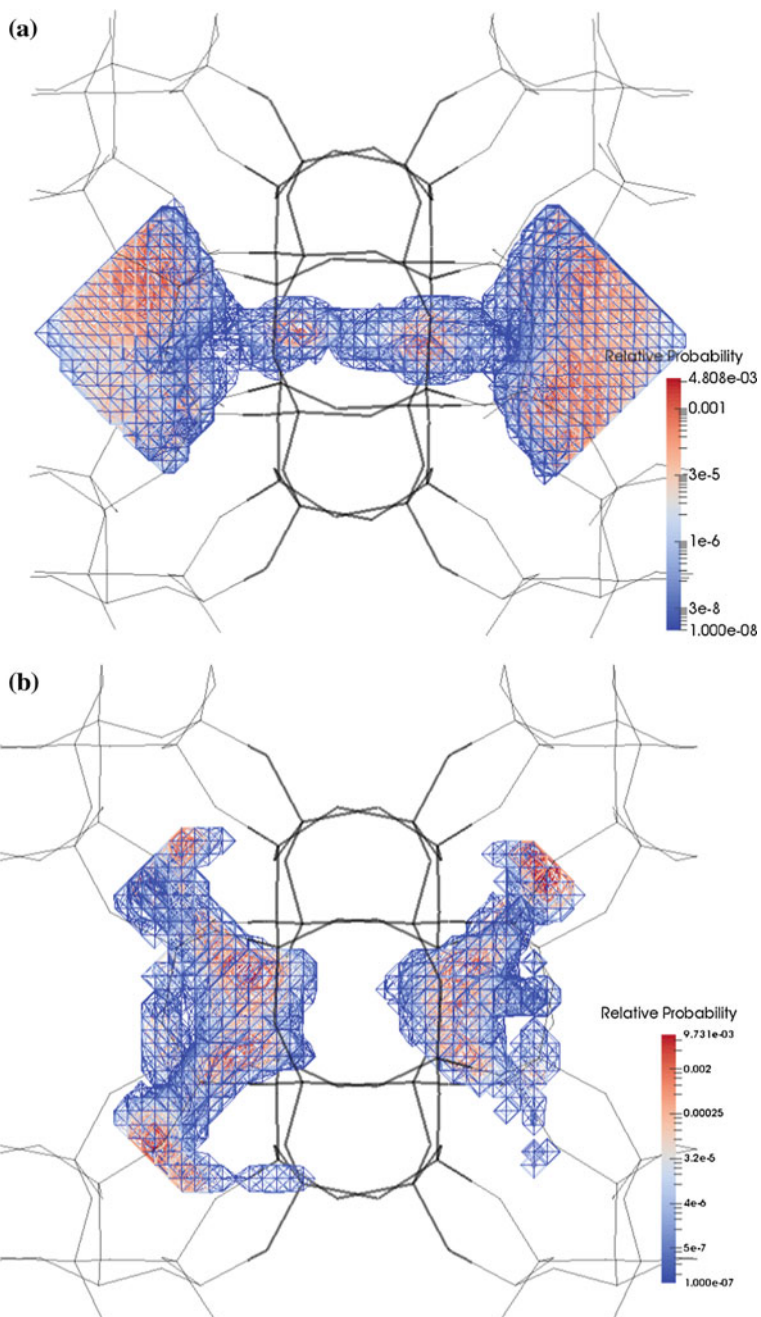 (a)
Relative Probability
4.808e-03
0.001
3e-5
1e-6
3e-8
1.000e-08
(b)
Relative Probability
9.731e-03
0.002
0.00025
3.2e-5
4e-6
5e-7
1.000e-07